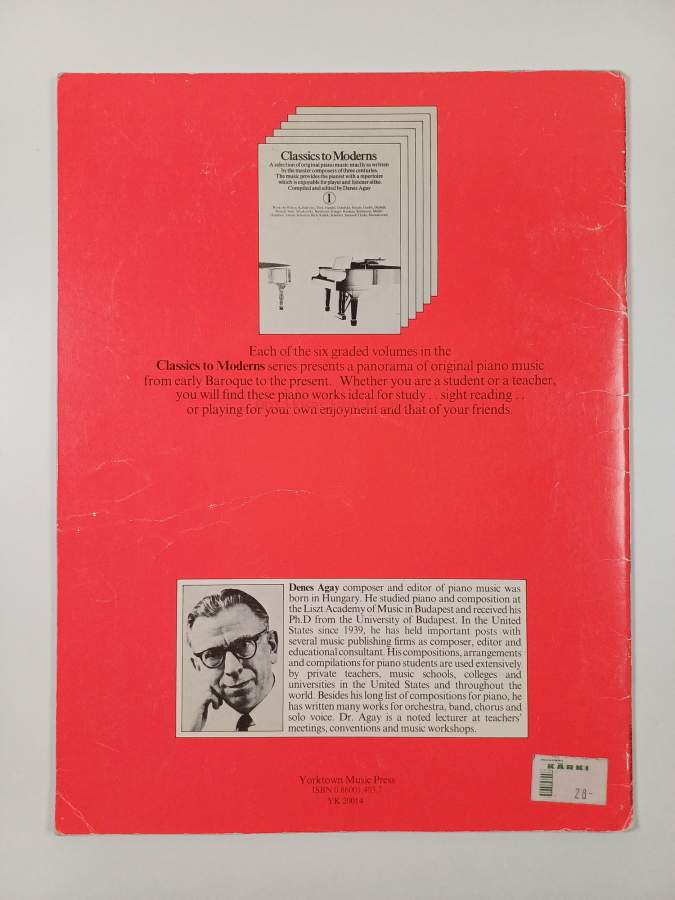 Classics to Moderns
A selection of original piano music exactly as written
by the master composers of three centuries.
The music provides the pianist with a repertoire
which is enjoyable for player and listener alike.
Compiled and edited by Denes Agay
1
Each of the six graded volumes in the
Classics to Moderns series presents a panorama of original piano music
from early Baroque to the present. Whether you are a student or a teacher,
you will find these piano works ideal for study . . sight reading . .
or playing for your own enjoyment and that of your friends.
Denes Agay composer and editor of piano music was
born in Hungary. He studied piano and composition at
the Liszt Academy of Music in Budapest and received his
Ph.D from the University of Budapest. In the United
States since 1939, he has held important posts with
several music publishing firms as composer, editor and
educational consultant. His compositions, arrangements
and compilations for piano students are used extensively
by private teachers, music schools, colleges and
universities in the United States and throughout the
world. Besides his long list of compositions for piano, he
has written many works for orchestra, band, chorus and
solo voice. Dr. Agay is a noted lecturer at teachers'
meetings, conventions and music workshops.
Yorktown Music Press
ISBN 0.86001.493.7
YK 20014
KÄRKI
28-